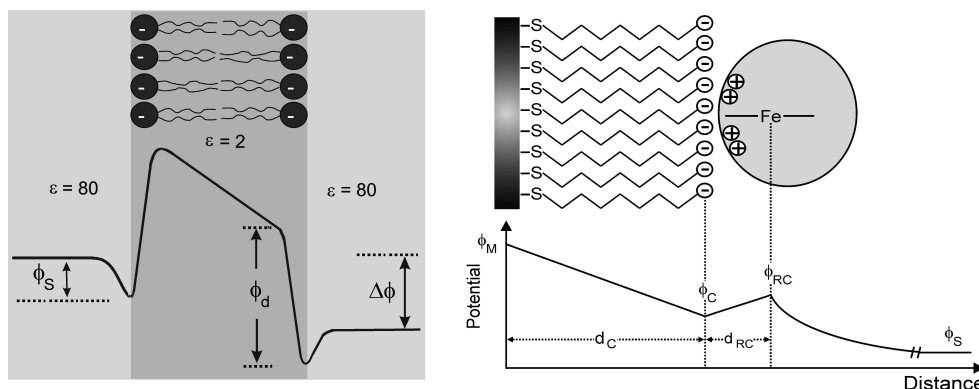 - -
- -
- -
- -
ε = 2
ε = 80
ε = 80
ϕS
ϕd
Δϕ
S
S
S
S
S
S
S
S
S
Fe
ϕM
ϕC
ϕRC
ϕS
Potential
dC
dRC
Distance